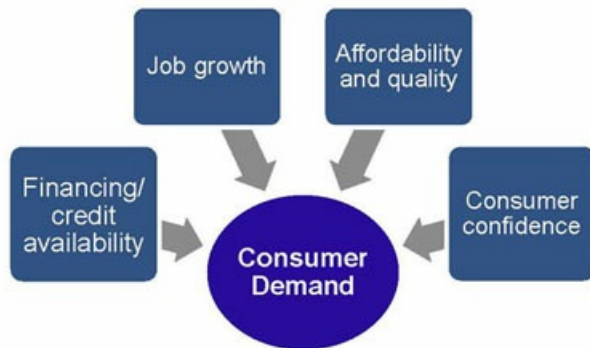 Job growth
Affordability
and quality
Financing/
credit
availability
Consumer
confidence
Consumer
Demand